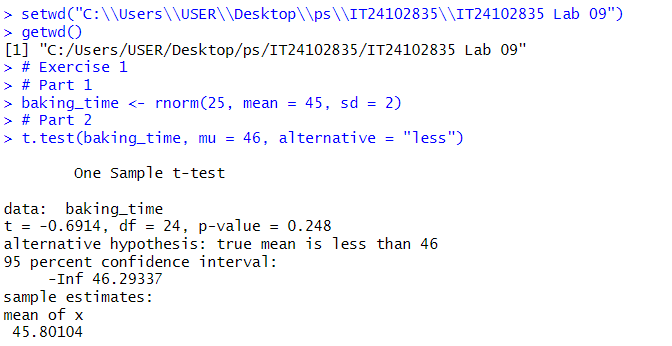 > setwd("C:\\Users\\USER\\Desktop\\ps\\IT24102835\\IT24102835 Lab 09")
> getwd()
[1] "C:/Users/USER/Desktop/ps/IT24102835/IT24102835 Lab 09"
> # Exercise 1
> # Part 1
> baking_time <- rnorm(25, mean = 45, sd = 2)
> # Part 2
> t.test(baking_time, mu = 46, alternative = "less")
One Sample t-test
data:  baking_time
t = -0.6914, df = 24, p-value = 0.248
alternative hypothesis: true mean is less than 46
95 percent confidence interval:
-Inf 46.29337
sample estimates:
mean of x
45.80104